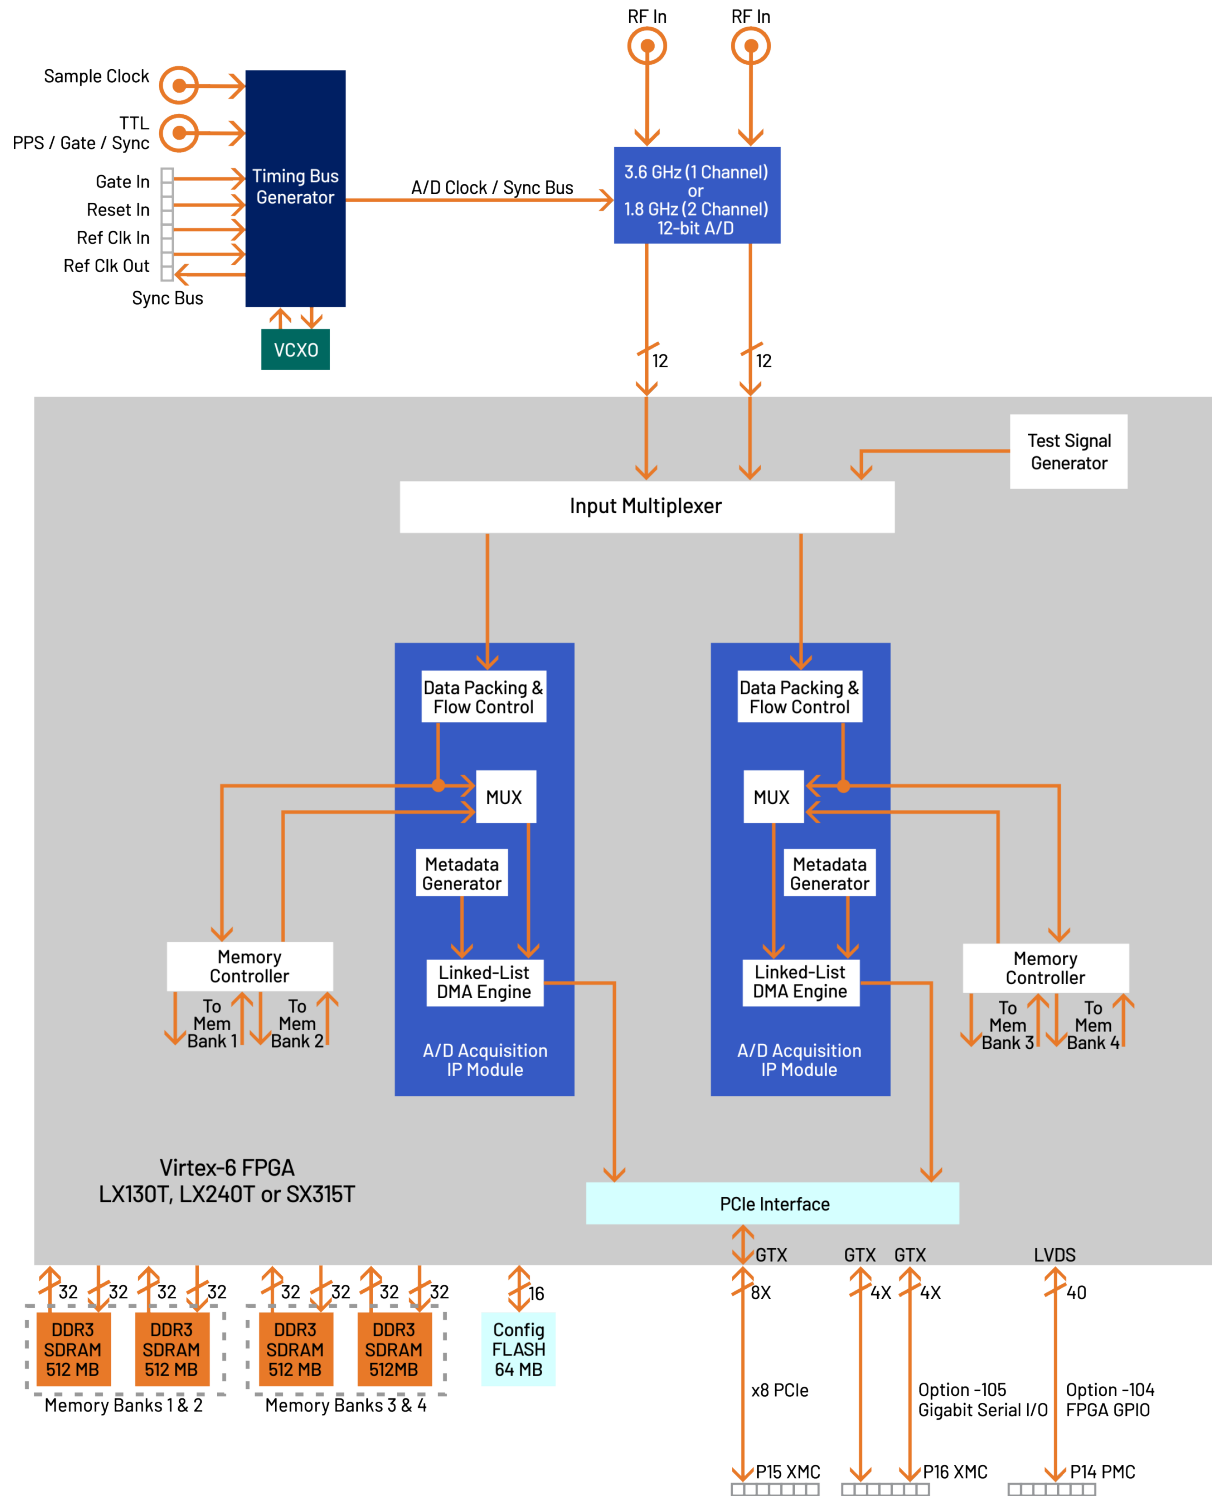 RF In
RF In
Sample Clock
TTL
PPS / Gate / Sync
Gate In
Reset In
Ref Clk In
Ref Clk Out
Sync Bus
Timing Bus
Generator
VCXO
A/D Clock / Sync Bus
3.6 GHz (1 Channel)
or
1.8 GHz (2 Channel)
12-bit A/D
12
12
Test Signal
Generator
Input Multiplexer
Data Packing &
Flow Control
MUX
Metadata
Generator
Linked-List
DMA Engine
A/D Acquisition
IP Module
Data Packing &
Flow Control
MUX
Metadata
Generator
Linked-List
DMA Engine
A/D Acquisition
IP Module
Memory
Controller
To
Mem
Bank 1
To
Mem
Bank 2
Memory
Controller
To
Mem
Bank 3
To
Mem
Bank 4
Virtex-6 FPGA
LX130T, LX240T or SX315T
PCIe Interface
GTX
GTX
GTX
LVDS
32
32
32
32
32
32
32
32
16
8X
4X
4X
40
DDR3
SDRAM
512 MB
DDR3
SDRAM
512 MB
DDR3
SDRAM
512 MB
DDR3
SDRAM
512MB
Config
FLASH
64 MB
Memory Banks 1 & 2
Memory Banks 3 & 4
x8 PCIe
Option -105
Gigabit Serial I/O
Option -104
FPGA GPIO
P15 XMC
P16 XMC
P14 PMC